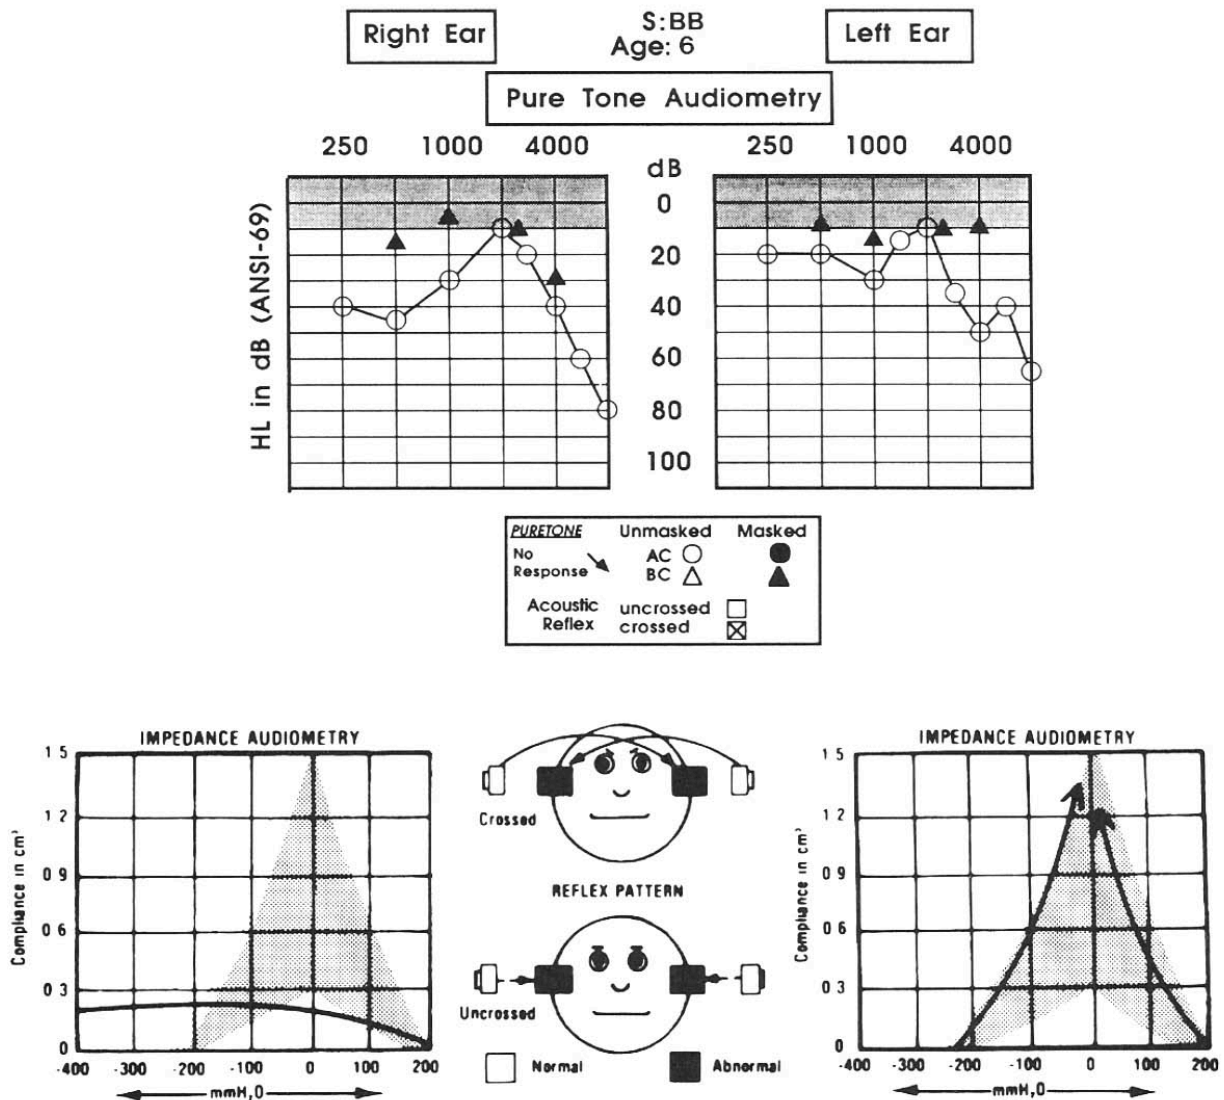 Right Ear
S:BB
Age: 6
Left Ear
Pure Tone Audiometry
250 1000 4000
dB
250 1000 4000
HL in dB (ANSI-69)
0
20
40
60
80
100
PURETONE Unmasked Masked
No Response
AC
BC
Acoustic Reflex
uncrossed
crossed
IMPEDANCE AUDIOMETRY
Compliance in cm³
1 5
1 2
0 9
0 6
0 3
0
-400 -300 -200 -100 0 100 200
mmH₂O
Crossed
REFLEX PATTERN
Uncrossed
Normal
Abnormal
IMPEDANCE AUDIOMETRY
Compliance in cm³
1 5
1 2
0 9
0 6
0 3
0
-400 -300 -200 -100 0 100 200
mmH₂O